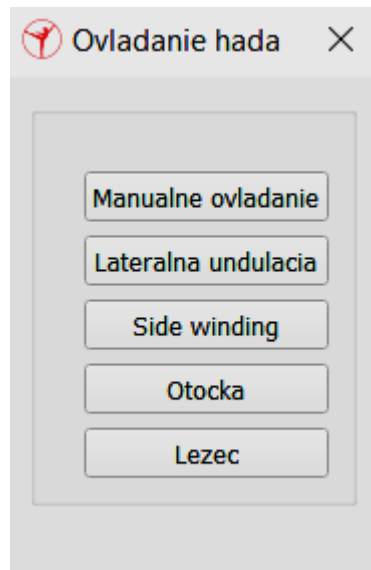 Ovladanie hada
Manualne ovladanie
Lateralna undulacia
Side winding
Otocka
Lezec